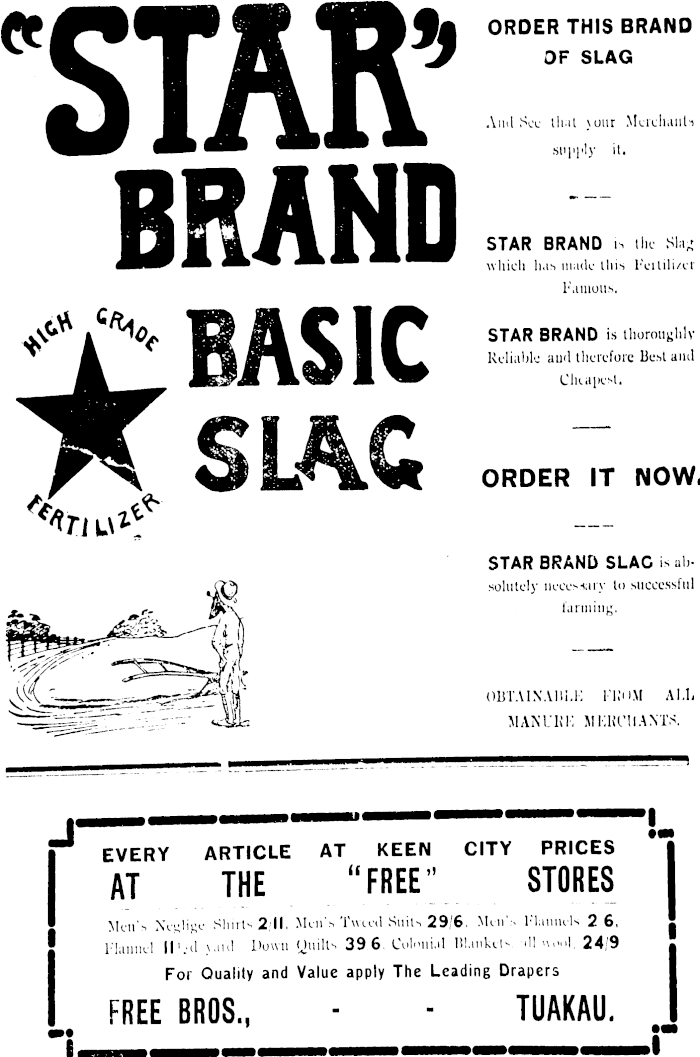 "STAR"
BRAND
HIGH GRADE
FERTILIZER
BASIC
SLAG
ORDER THIS BRAND
OF SLAG
And See that your Merchants
supply it.
STAR BRAND is the Slag
which has made this Fertilizer
Famous.
STAR BRAND is thoroughly
Reliable and therefore Best and
Cheapest.
ORDER IT NOW.
STAR BRAND SLAG is ab-
solutely necessary to successful
farming.
OBTAINABLE FROM ALL
MANURE MERCHANTS.
EVERY ARTICLE AT KEEN CITY PRICES
AT THE "FREE" STORES
Men's Neglige Shirts 2/11, Men's Tweed Suits 29/6, Men's Flannels 2 6,
Flannel yard Down Quilts 39 6, Colonial Blankets, all wool, 24/9
For Quality and Value apply The Leading Drapers
FREE BROS., - - TUAKAU.